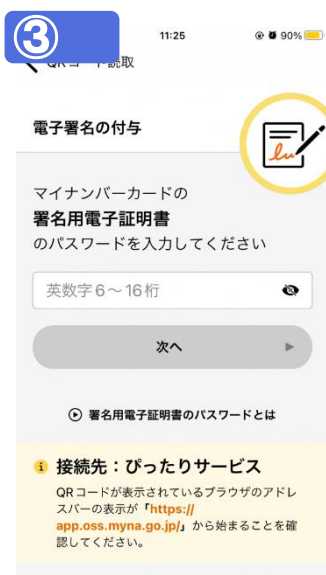 ③
11:25
90%
QRコード読取
電子署名の付与
マイナンバーカードの
署名用電子証明書
のパスワードを入力してください
英数字6～16桁
次へ
署名用電子証明書のパスワードとは
接続先：ぴったりサービス
QRコードが表示されているブラウザのアドレ
スバーの表示が「https://
app.oss.myna.go.jp/」から始まることを確
認してください。